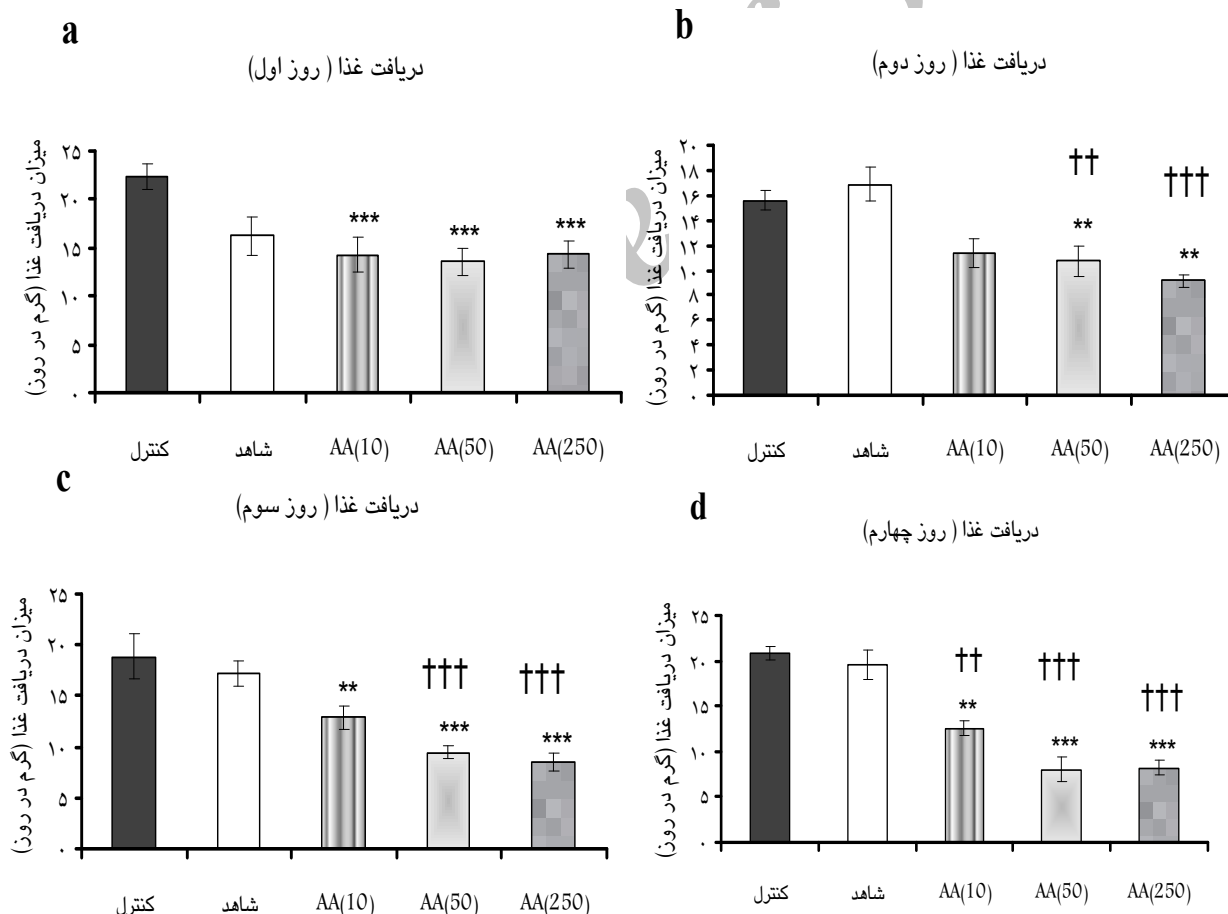 a
دریافت غذا ( روز اول)
میزان دریافت غذا (گرم در روز)
۲۵
۲۰
۱۵
۱۰
۵
۰
***
***
***
کنترل
شاهد
AA(10)
AA(50)
AA(250)
b
دریافت غذا ( روز دوم)
میزان دریافت غذا (گرم در روز)
۲۰
۱۸
۱۶
۱۴
۱۲
۱۰
۸
۶
۴
۲
۰
††
†††
**
**
کنترل
شاهد
AA(10)
AA(50)
AA(250)
c
دریافت غذا ( روز سوم)
میزان دریافت غذا (گرم در روز)
۲۵
۲۰
۱۵
۱۰
۵
۰
†††
†††
**
***
***
کنترل
شاهد
AA(10)
AA(50)
AA(250)
d
دریافت غذا ( روز چهارم)
میزان دریافت غذا (گرم در روز)
۲۵
۲۰
۱۵
۱۰
۵
۰
††
†††
†††
**
***
***
کنترل
شاهد
AA(10)
AA(50)
AA(250)